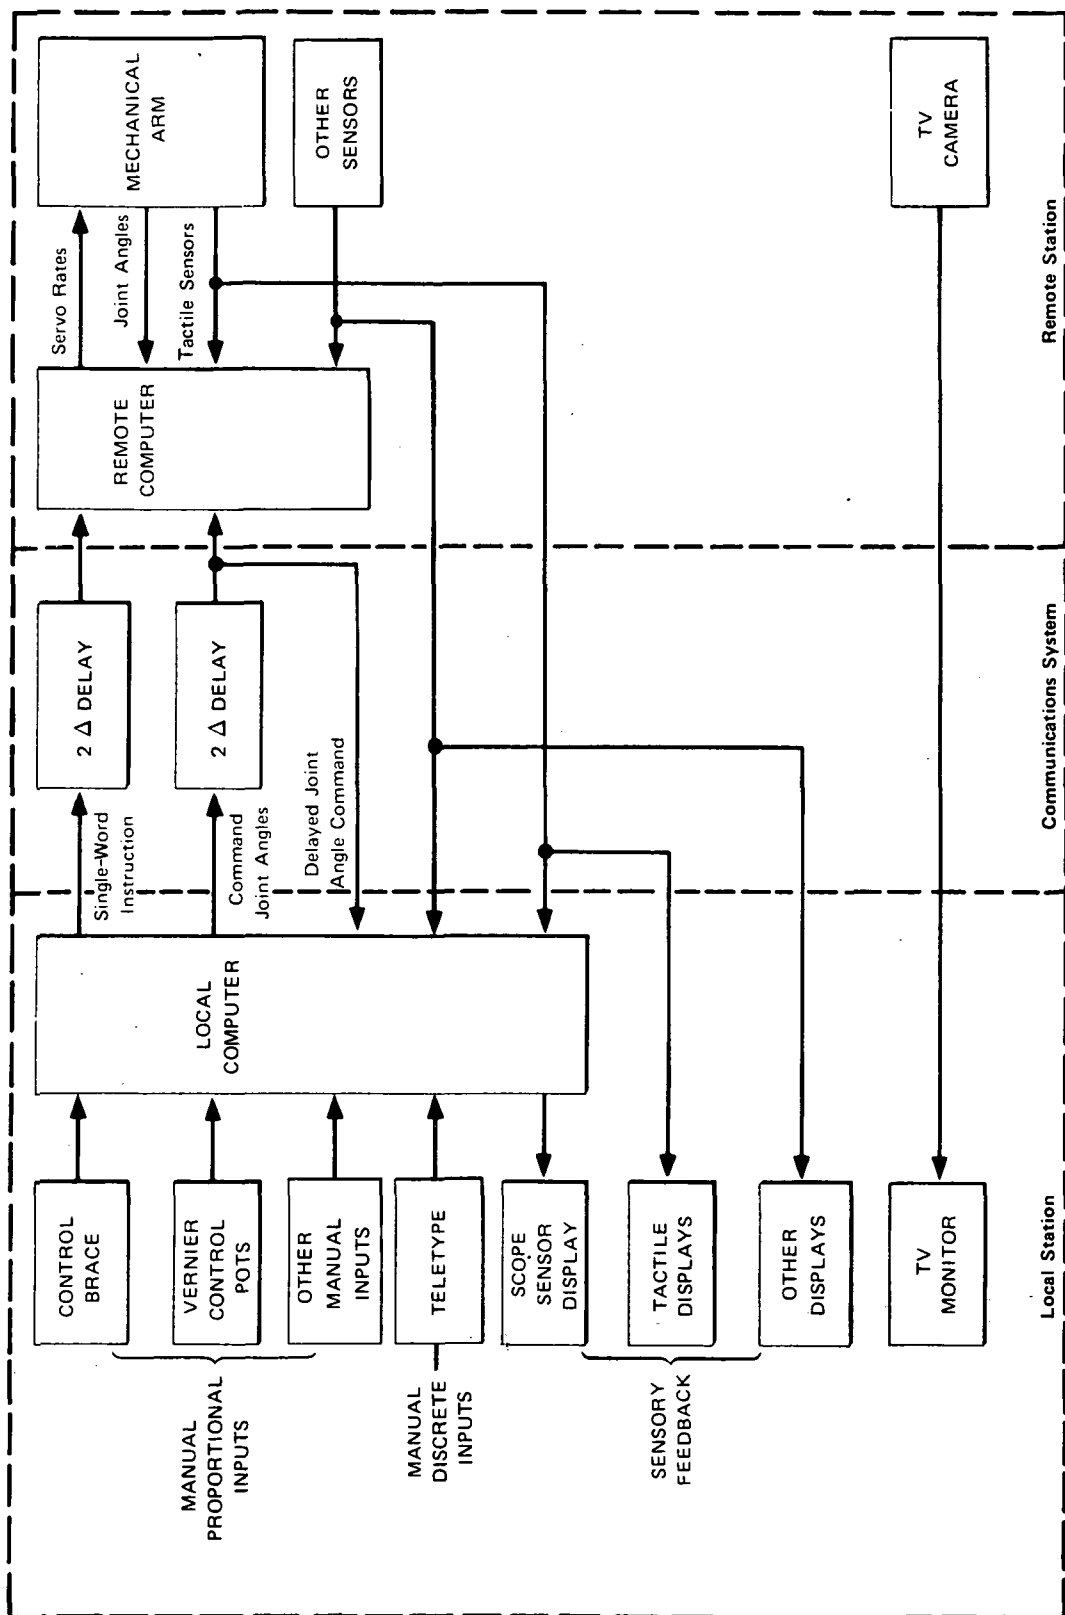 CONTROL
BRACE
VERNIER
CONTROL
POTS
OTHER
MANUAL
INPUTS
TELETYPE
SCOPE
SENSOR
DISPLAY
TACTILE
DISPLAYS
OTHER
DISPLAYS
TV
MONITOR
MANUAL
PROPORTIONAL
INPUTS
MANUAL
DISCRETE
INPUTS
SENSORY
FEEDBACK
Local Station
LOCAL
COMPUTER
Single-Word
Instruction
Command
Joint Angles
Delayed Joint
Angle Command
2 Δ DELAY
2 Δ DELAY
Communications System
REMOTE
COMPUTER
Servo Rates
Joint Angles
Tactile Sensors
MECHANICAL
ARM
OTHER
SENSORS
TV
CAMERA
Remote Station